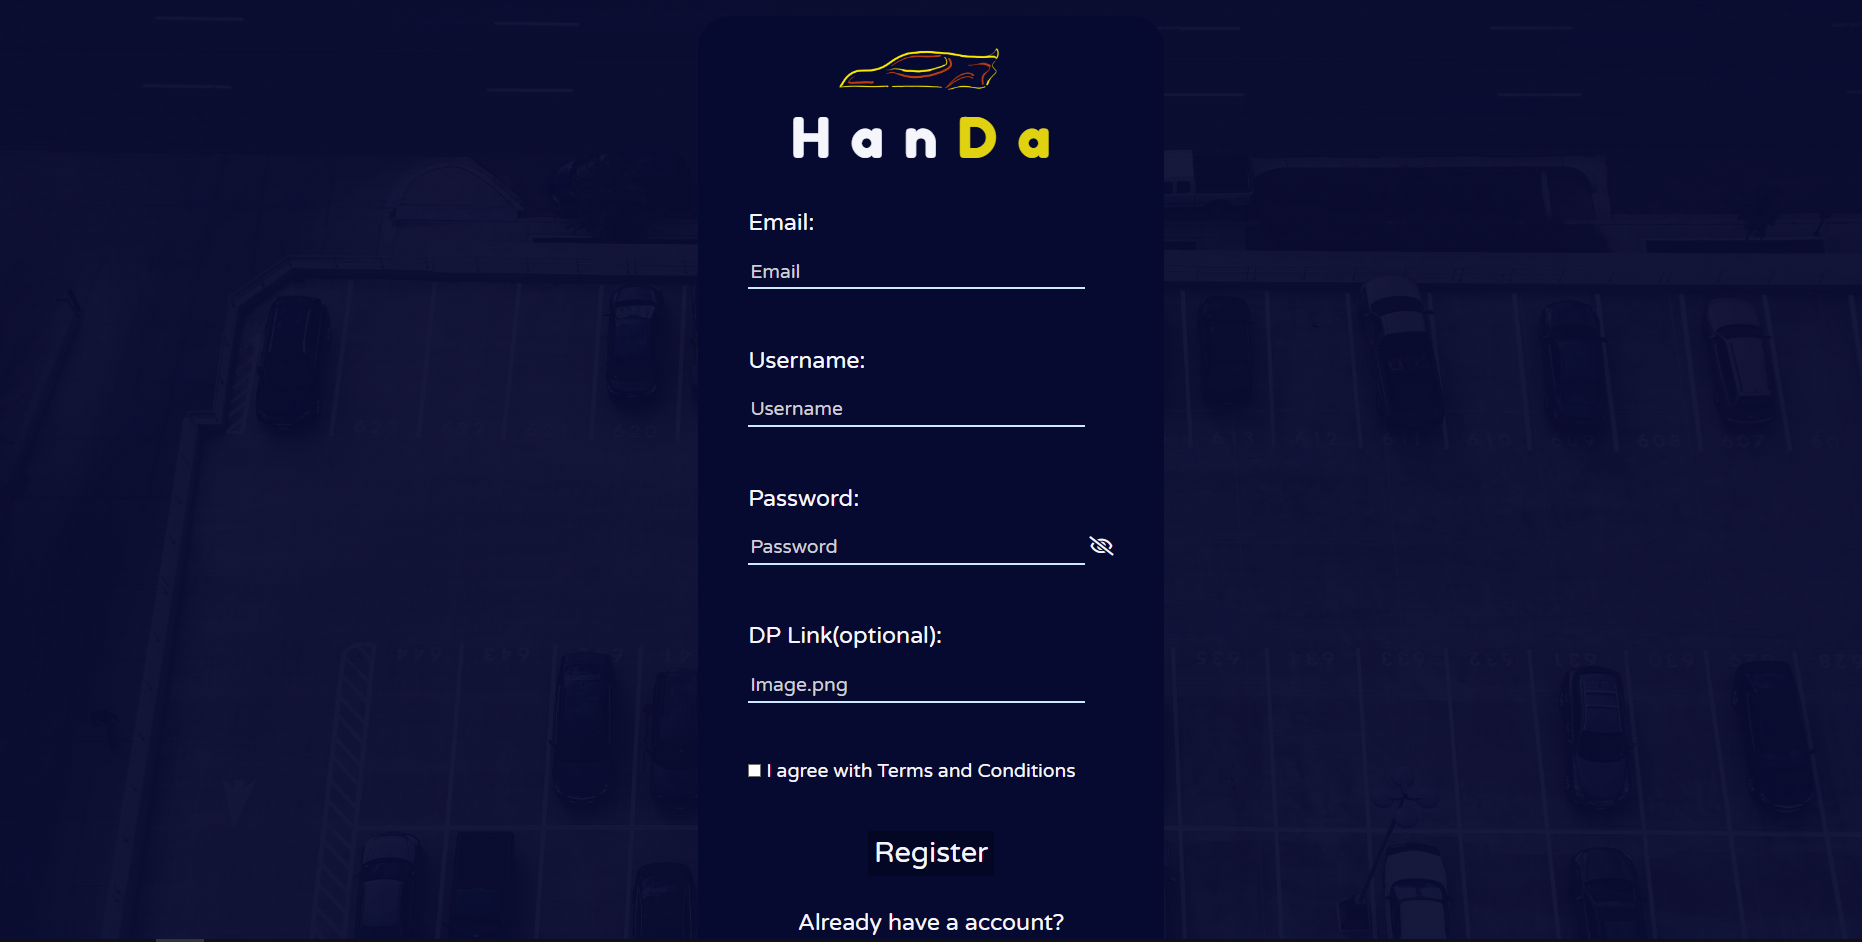 HanDa
Email:
Email
Username:
Username
Password:
Password
DP Link(optional):
Image.png
I agree with Terms and Conditions
Register
Already have a account?